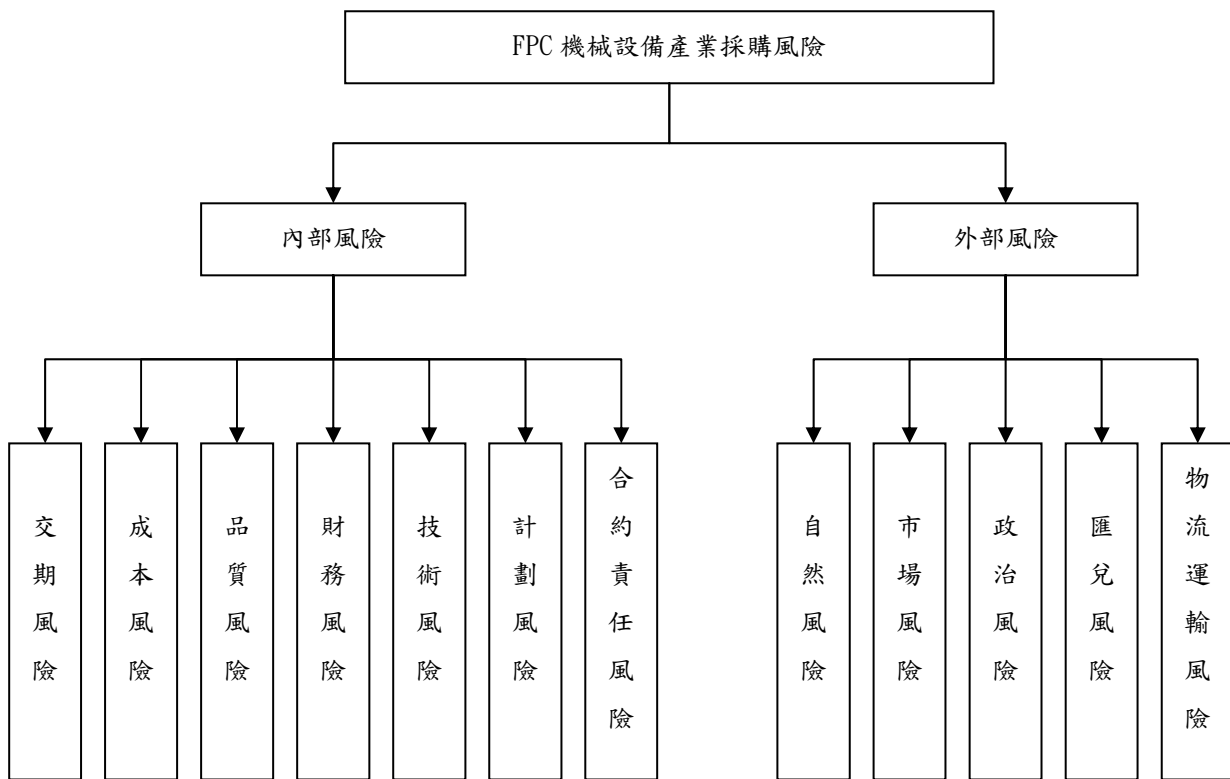 FPC 機械設備產業採購風險
內部風險
外部風險
交期風險
成本風險
品質風險
財務風險
技術風險
計劃風險
合約責任風險
自然風險
市場風險
政治風險
匯兌風險
物流運輸風險